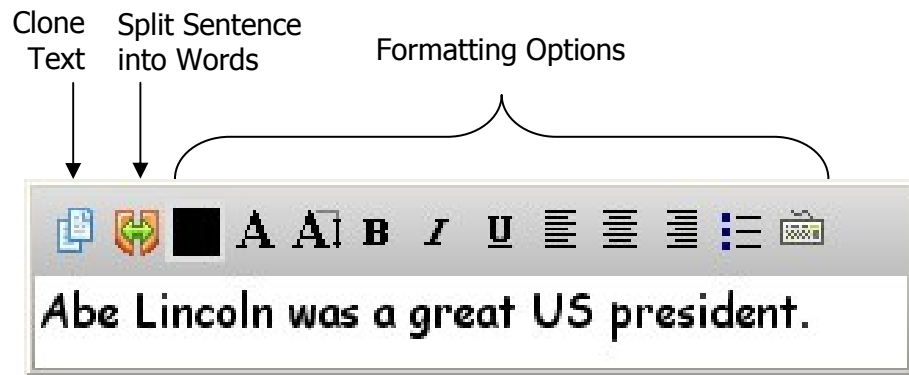 Clone Text
Split Sentence into Words
Formatting Options
A A B I U
Abe Lincoln was a great US president.